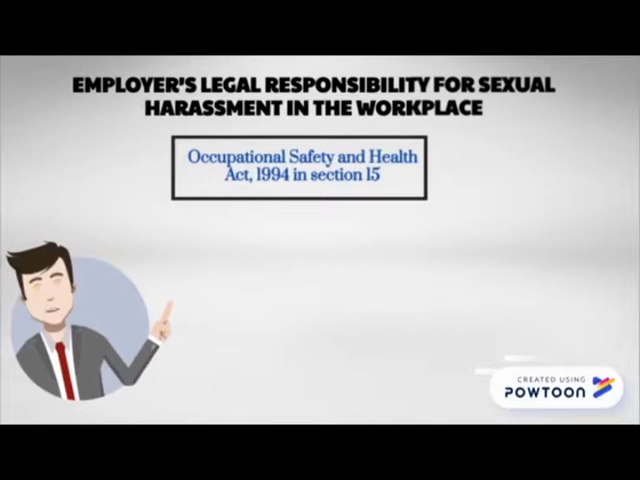 EMPLOYER'S LEGAL RESPONSIBILITY FOR SEXUAL
HARASSMENT IN THE WORKPLACE
Occupational Safety and Health
Act, 1994 in section 15
CREATED USING
POWTOON